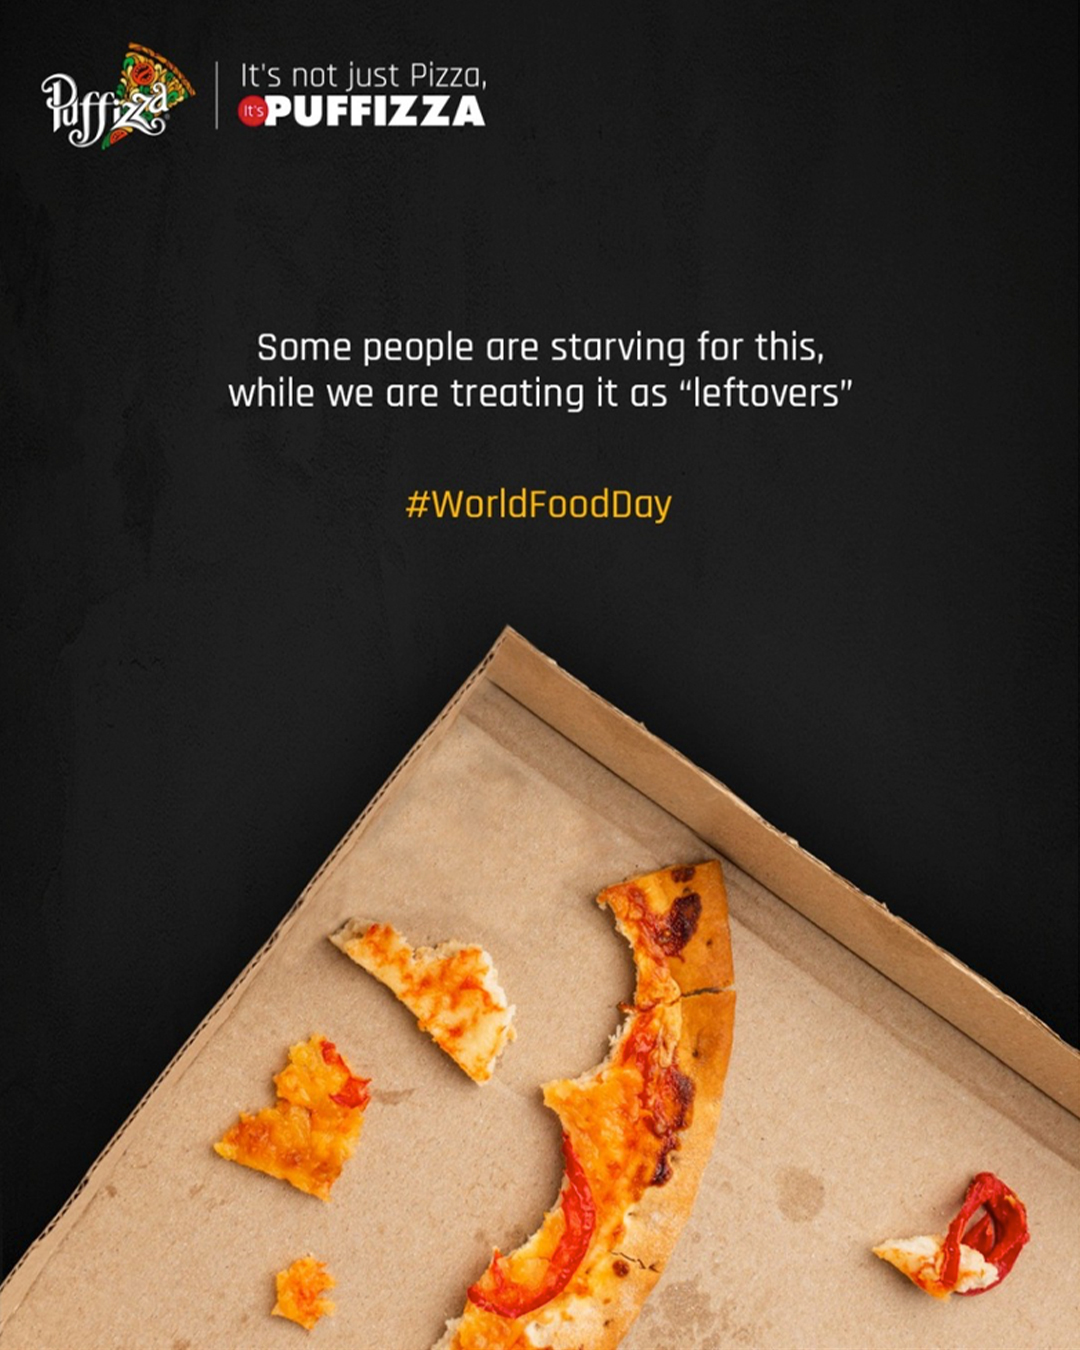 Puffizza
It's not just Pizza,
It's PUFFIZZA
Some people are starving for this,
while we are treating it as “leftovers”
#WorldFoodDay